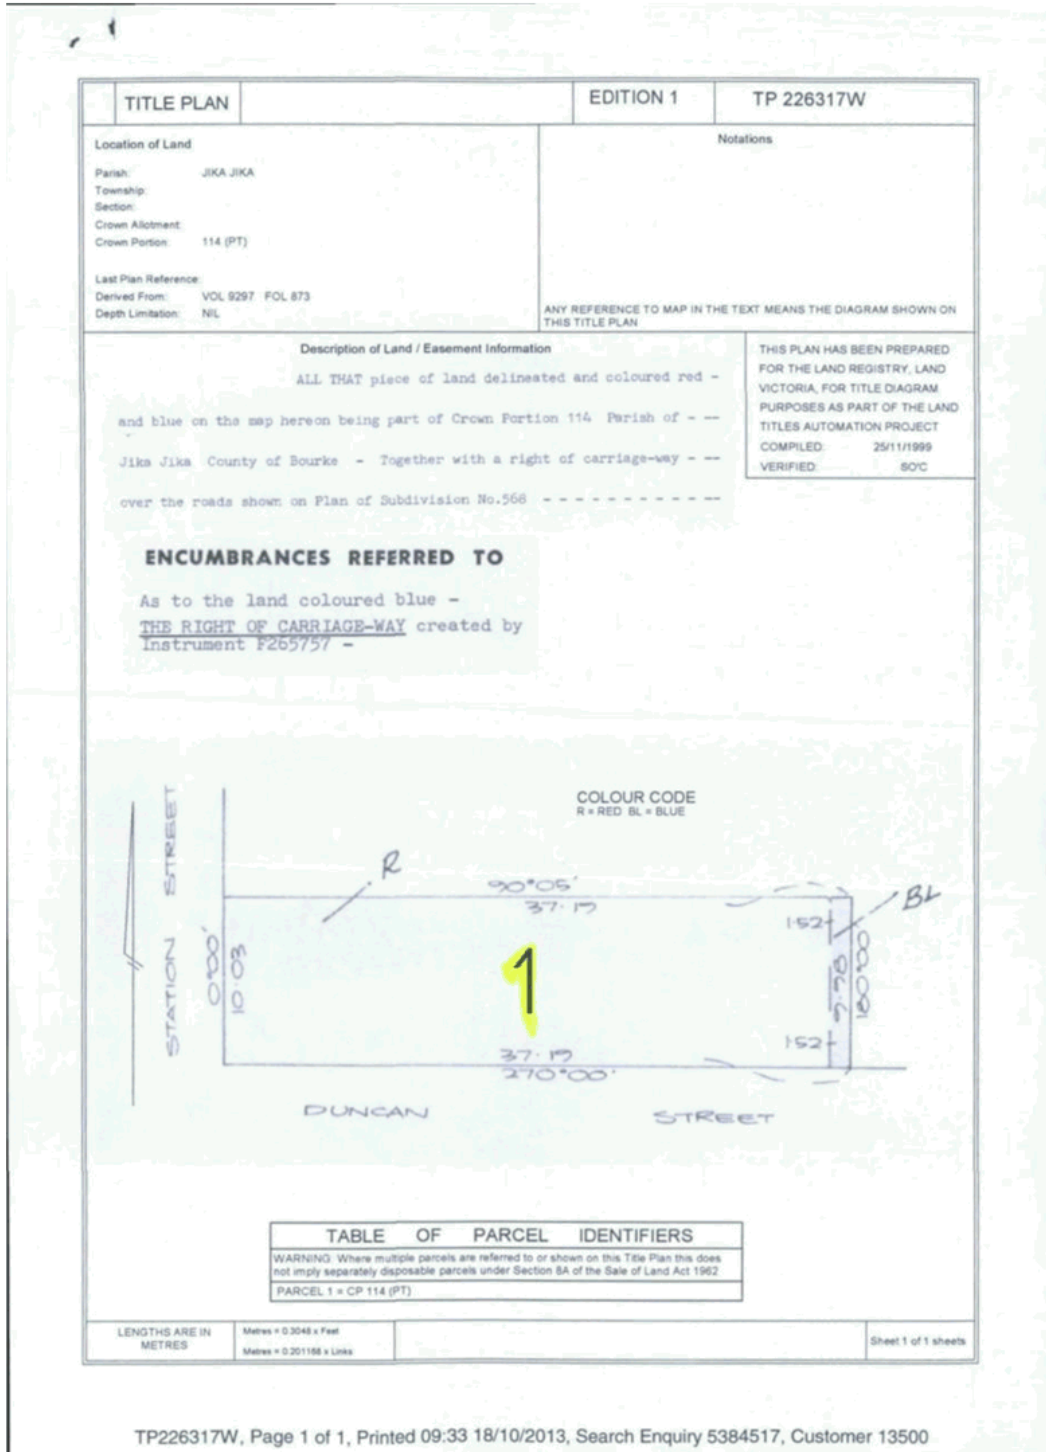 TITLE PLAN
EDITION 1
TP 226317W
Location of Land
Parish: JIKA JIKA
Township:
Section:
Crown Allotment:
Crown Portion: 114 (PT)
Last Plan Reference:
Derived From: VOL 9297 FOL 873
Depth Limitation: NIL
Notations
ANY REFERENCE TO MAP IN THE TEXT MEANS THE DIAGRAM SHOWN ON
THIS TITLE PLAN
Description of Land / Easement Information
ALL THAT piece of land delineated and coloured red -
and blue on the map hereon being part of Crown Portion 114 Parish of - --
Jika Jika County of Bourke - Together with a right of carriage-way - --
over the roads shown on Plan of Subdivision No.568 - - - - - - - - - - - --
THIS PLAN HAS BEEN PREPARED
FOR THE LAND REGISTRY, LAND
VICTORIA, FOR TITLE DIAGRAM
PURPOSES AS PART OF THE LAND
TITLES AUTOMATION PROJECT
COMPILED: 25/11/1999
VERIFIED: SO'C
ENCUMBRANCES REFERRED TO
As to the land coloured blue -
THE RIGHT OF CARRIAGE-WAY created by
Instrument F265757 -
COLOUR CODE
R = RED BL = BLUE
STATION STREET
R
90°05'
37·19
BL
1·52
0°00'
10·03
1
9·98
180°00'
1·52
37·19
270°00'
DUNCAN STREET
TABLE OF PARCEL IDENTIFIERS
WARNING: Where multiple parcels are referred to or shown on this Title Plan this does
not imply separately disposable parcels under Section 8A of the Sale of Land Act 1962
PARCEL 1 = CP 114 (PT)
LENGTHS ARE IN
METRES
Metres = 0.3048 x Feet
Metres = 0.201168 x Links
Sheet 1 of 1 sheets
TP226317W, Page 1 of 1, Printed 09:33 18/10/2013, Search Enquiry 5384517, Customer 13500